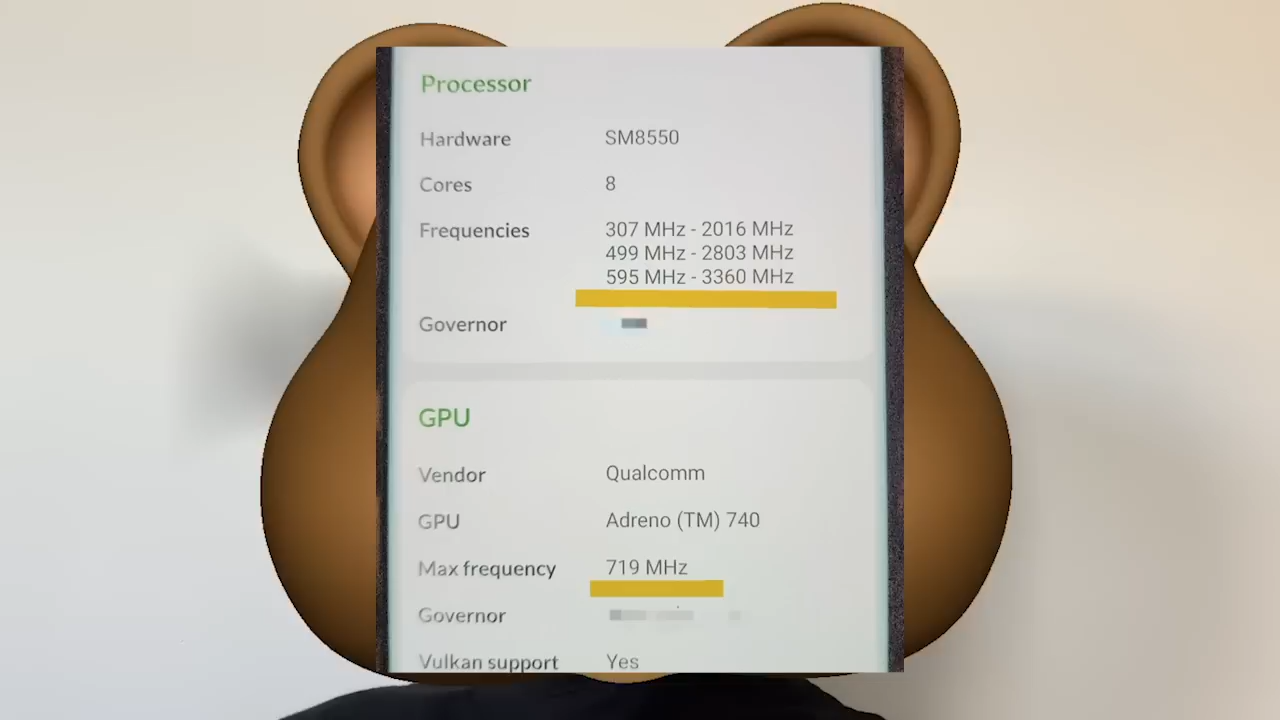 Processor
Hardware SM8550
Cores 8
Frequencies 307 MHz - 2016 MHz
499 MHz - 2803 MHz
595 MHz - 3360 MHz
Governor
GPU
Vendor Qualcomm
GPU Adreno (TM) 740
Max frequency 719 MHz
Governor
Vulkan support Yes